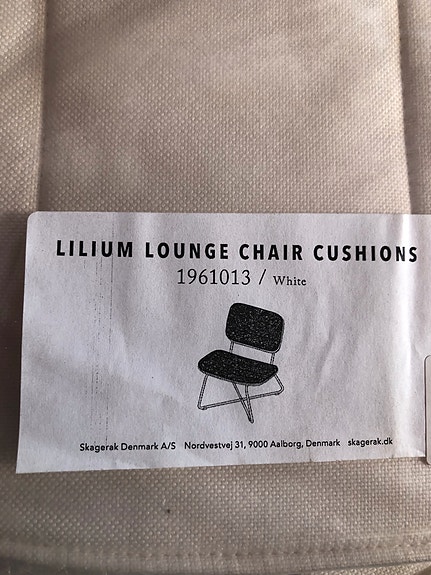 LILIUM LOUNGE CHAIR CUSHIONS
1961013 / White
Skagerak Denmark A/S Nordvestvej 31, 9000 Aalborg, Denmark skagerak.dk